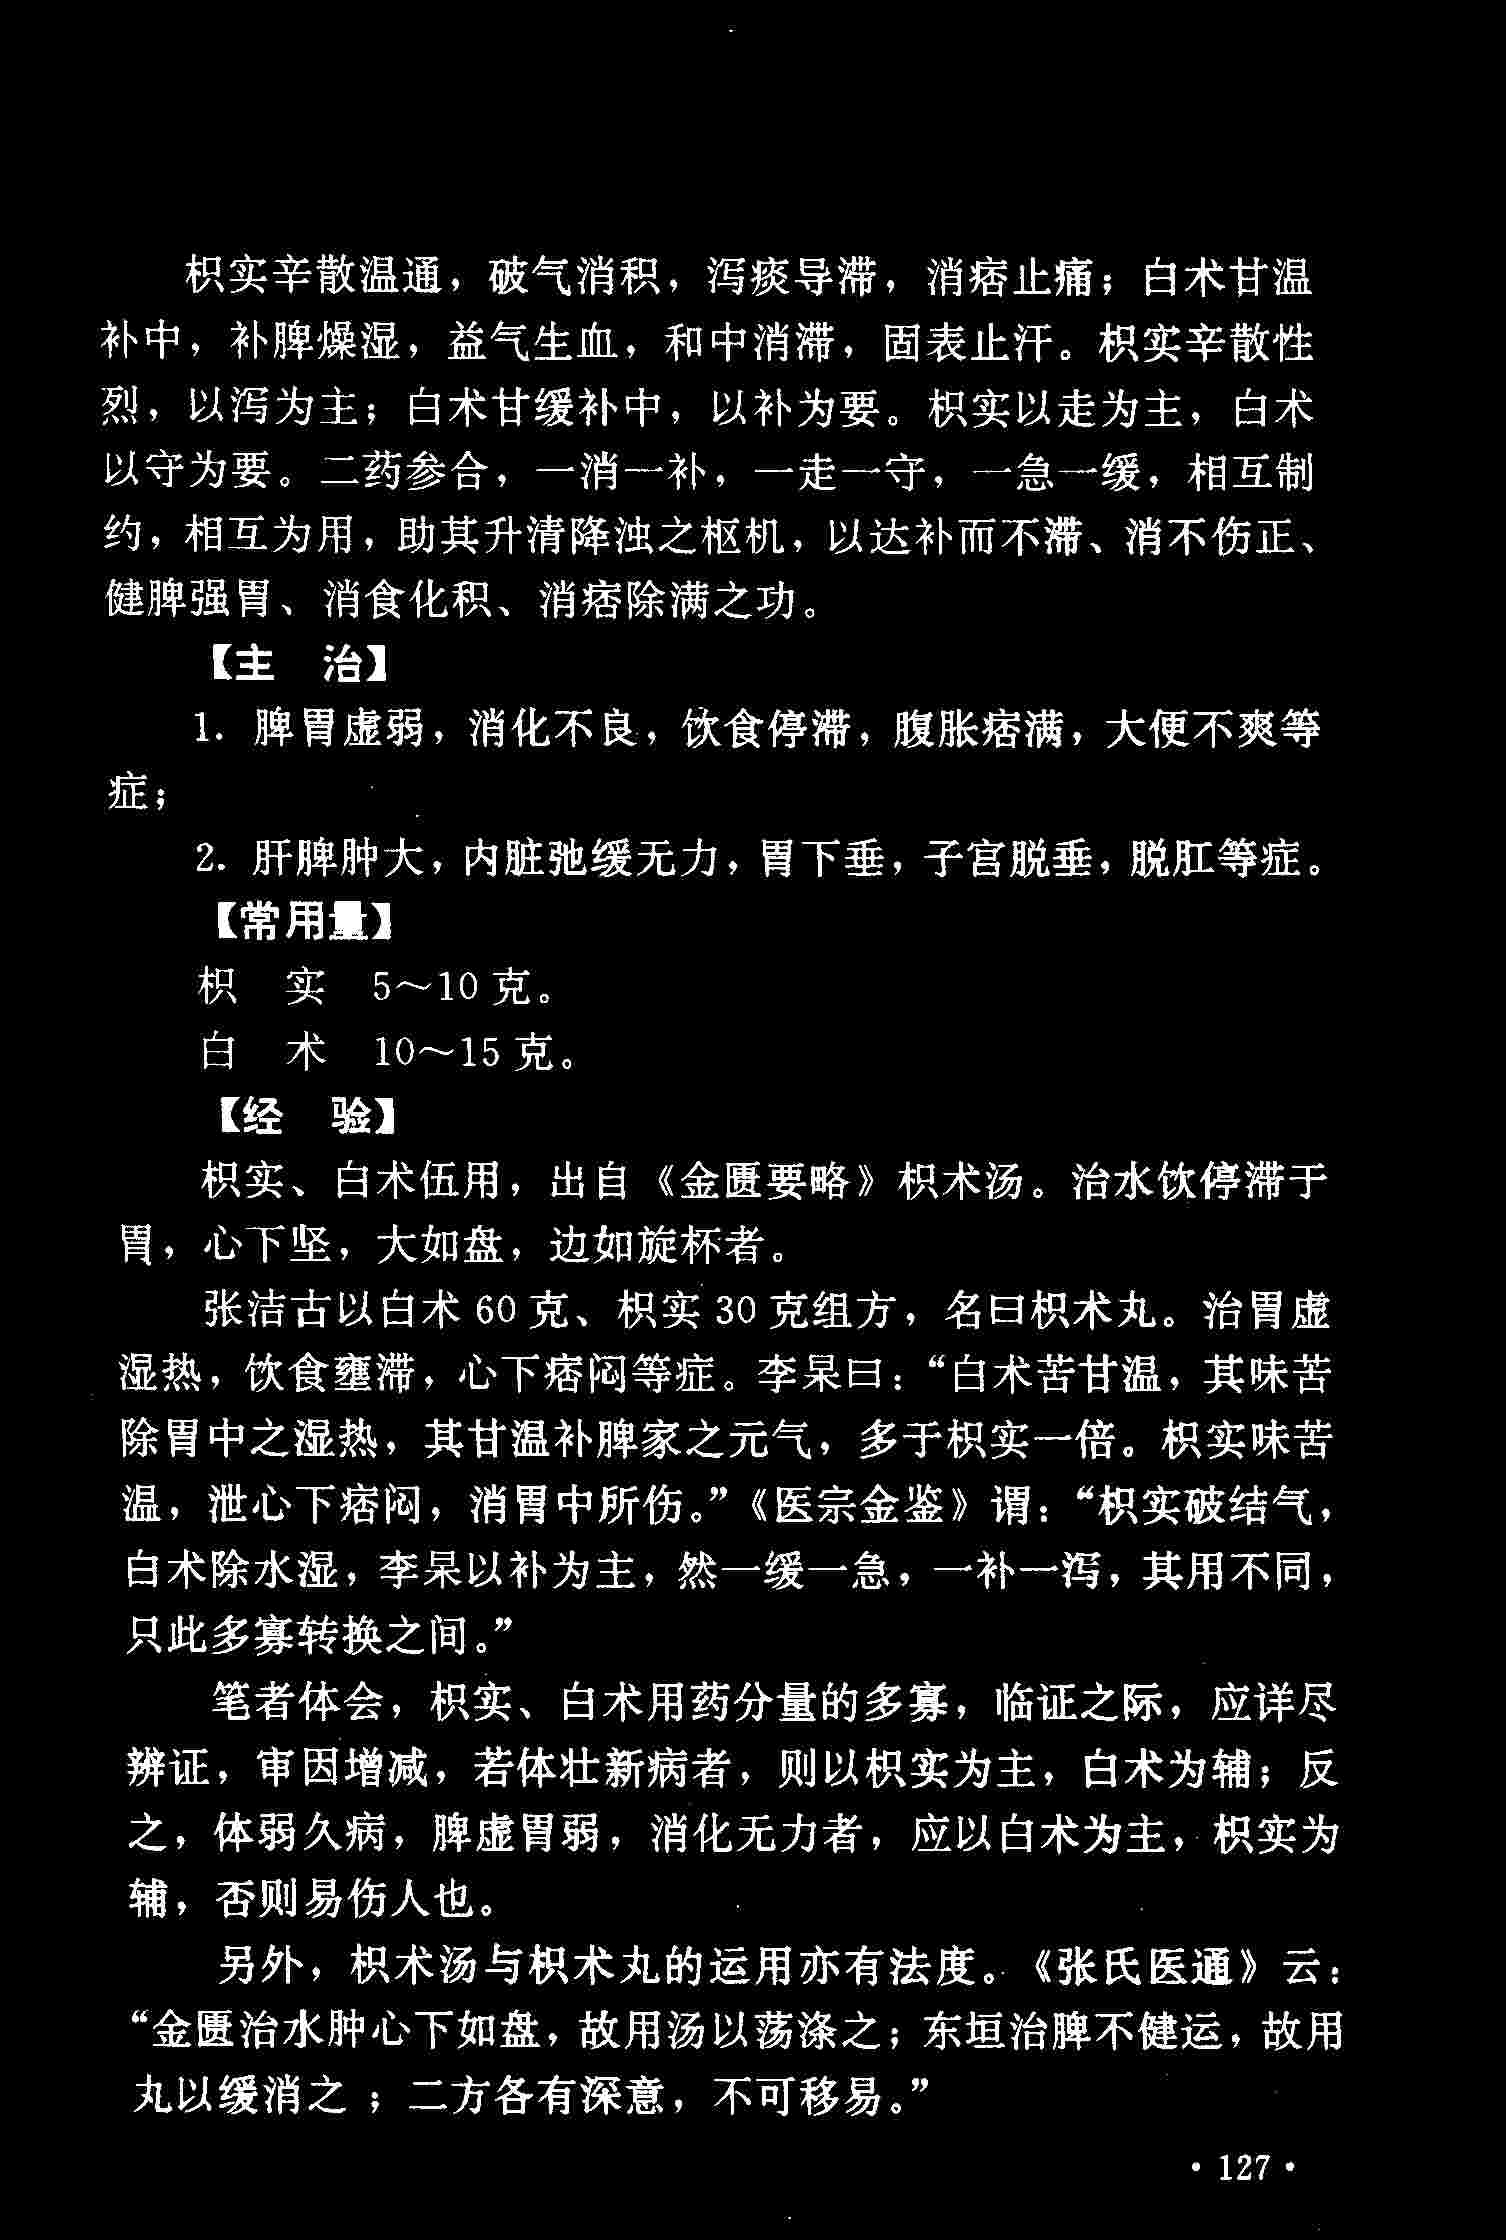 枳实辛散温通，破气消积，泻痰导滞，消痞止痛；白术甘温
补中，补脾燥湿，益气生血，和中消滞，固表止汗。枳实辛散性
烈，以泻为主；白术甘缓补中，以补为要。枳实以走为主，白术
以守为要。二药参合，一消一补，一走一守，一急一缓，相互制
约，相互为用，助其升清降浊之枢机，以达补而不滞、消不伤正、
健脾强胃、消食化积、消痞除满之功。
【主　治】
1. 脾胃虚弱，消化不良，饮食停滞，腹胀痞满，大便不爽等
症；
2. 肝脾肿大，内脏弛缓无力，胃下垂，子宫脱垂，脱肛等症。
【常用量】
枳　实　5～10 克。
白　术　10～15 克。
【经　验】
枳实、白术伍用，出自《金匮要略》枳术汤。治水饮停滞于
胃，心下坚，大如盘，边如旋杯者。
张洁古以白术 60 克、枳实 30 克组方，名曰枳术丸。治胃虚
湿热，饮食壅滞，心下痞闷等症。李杲曰：“白术苦甘温，其味苦
除胃中之湿热，其甘温补脾家之元气，多于枳实一倍。枳实味苦
温，泄心下痞闷，消胃中所伤。”《医宗金鉴》谓：“枳实破结气，
白术除水湿，李杲以补为主，然一缓一急，一补一泻，其用不同，
只此多寡转换之间。”
笔者体会，枳实、白术用药分量的多寡，临证之际，应详尽
辨证，审因增减，若体壮新病者，则以枳实为主，白术为辅；反
之，体弱久病，脾虚胃弱，消化无力者，应以白术为主，枳实为
辅，否则易伤人也。
另外，枳术汤与枳术丸的运用亦有法度。《张氏医通》云：
“金匮治水肿心下如盘，故用汤以荡涤之；东垣治脾不健运，故用
丸以缓消之；二方各有深意，不可移易。”
· 127 ·